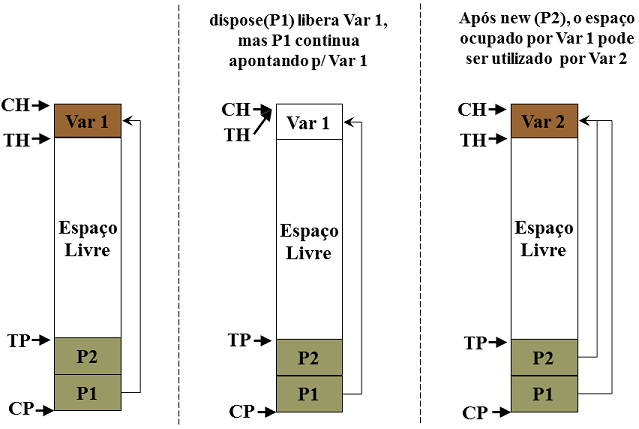 dispose(P1) libera Var 1,
mas P1 continua
apontando p/ Var 1
Após new (P2), o espaço
ocupado por Var 1 pode
ser utilizado por Var 2
CH
Var 1
TH
Espaço
Livre
TP
P2
P1
CP
CH
Var 1
TH
Espaço
Livre
TP
P2
P1
CP
CH
Var 2
TH
Espaço
Livre
TP
P2
P1
CP